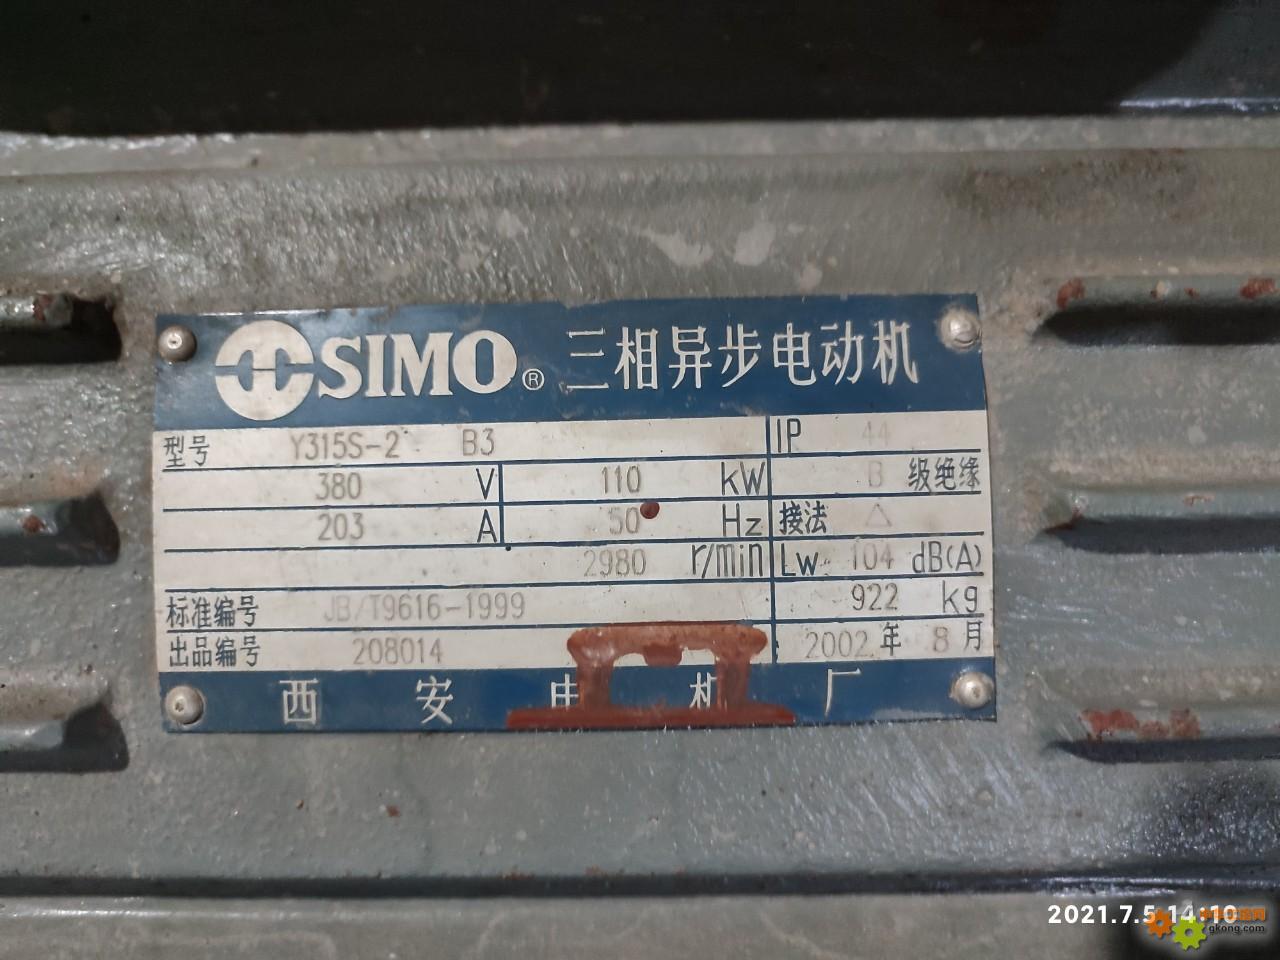 SIMO® 三相异步电动机
型号 Y315S-2 B3 IP 44
380 V 110 kW B 级绝缘
203 A 50 Hz 接法 △
2980 r/min Lw 104 dB(A)
标准编号 JB/T9616-1999 922 kg
出品编号 208014 2002 年 8 月
西安电机厂
2021.7.5 14:10
gkong.com